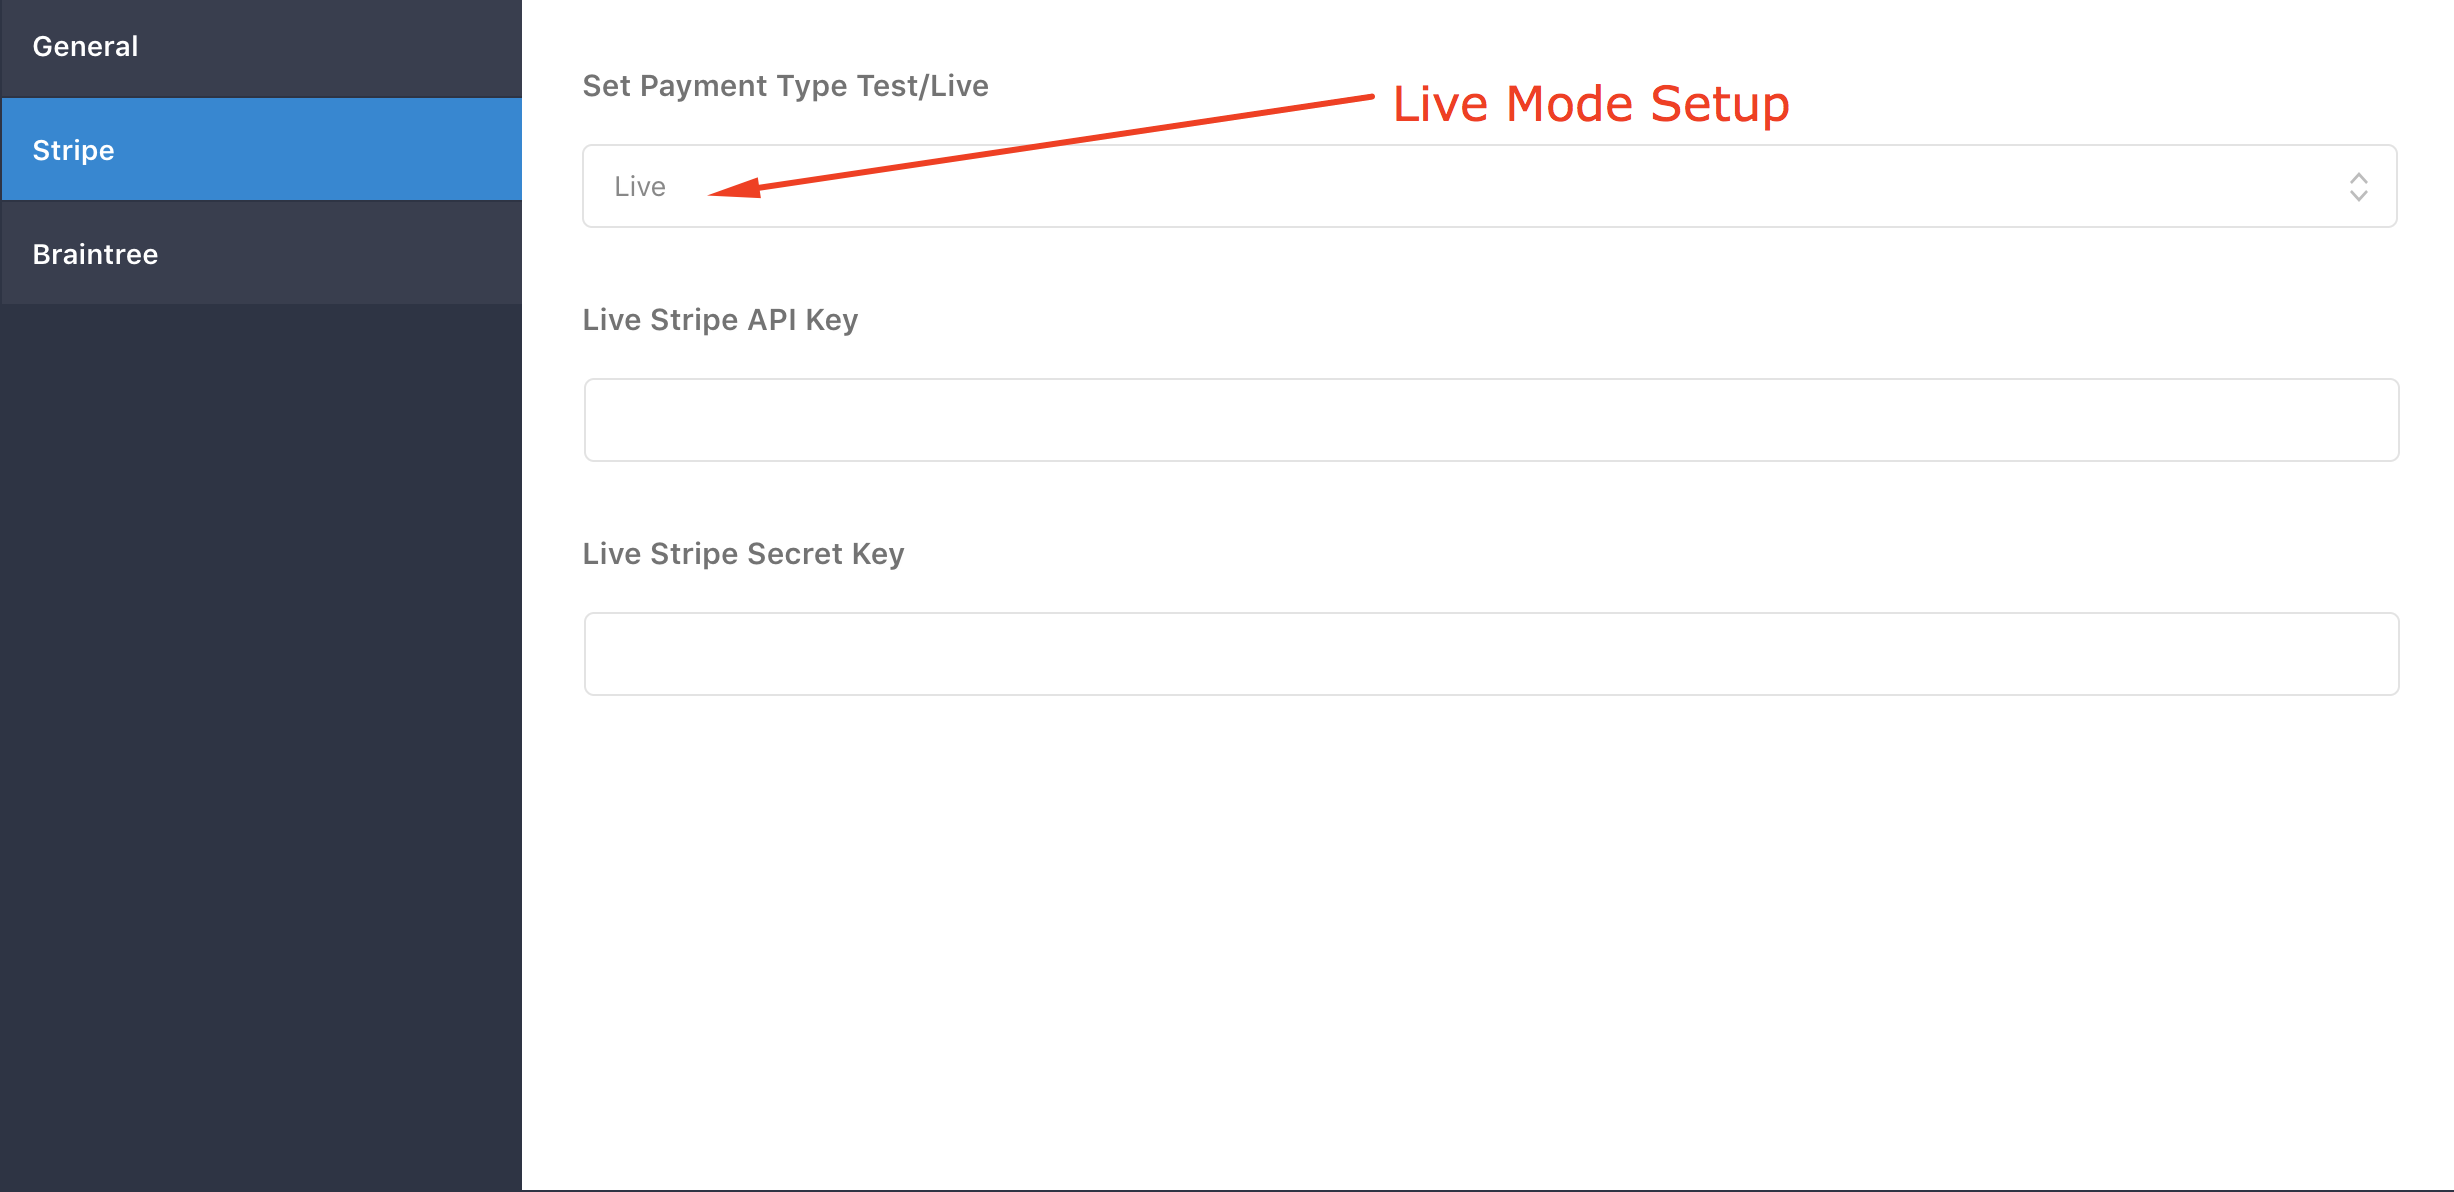 General
Stripe
Braintree
Set Payment Type Test/Live
Live Mode Setup
Live
Live Stripe API Key
Live Stripe Secret Key